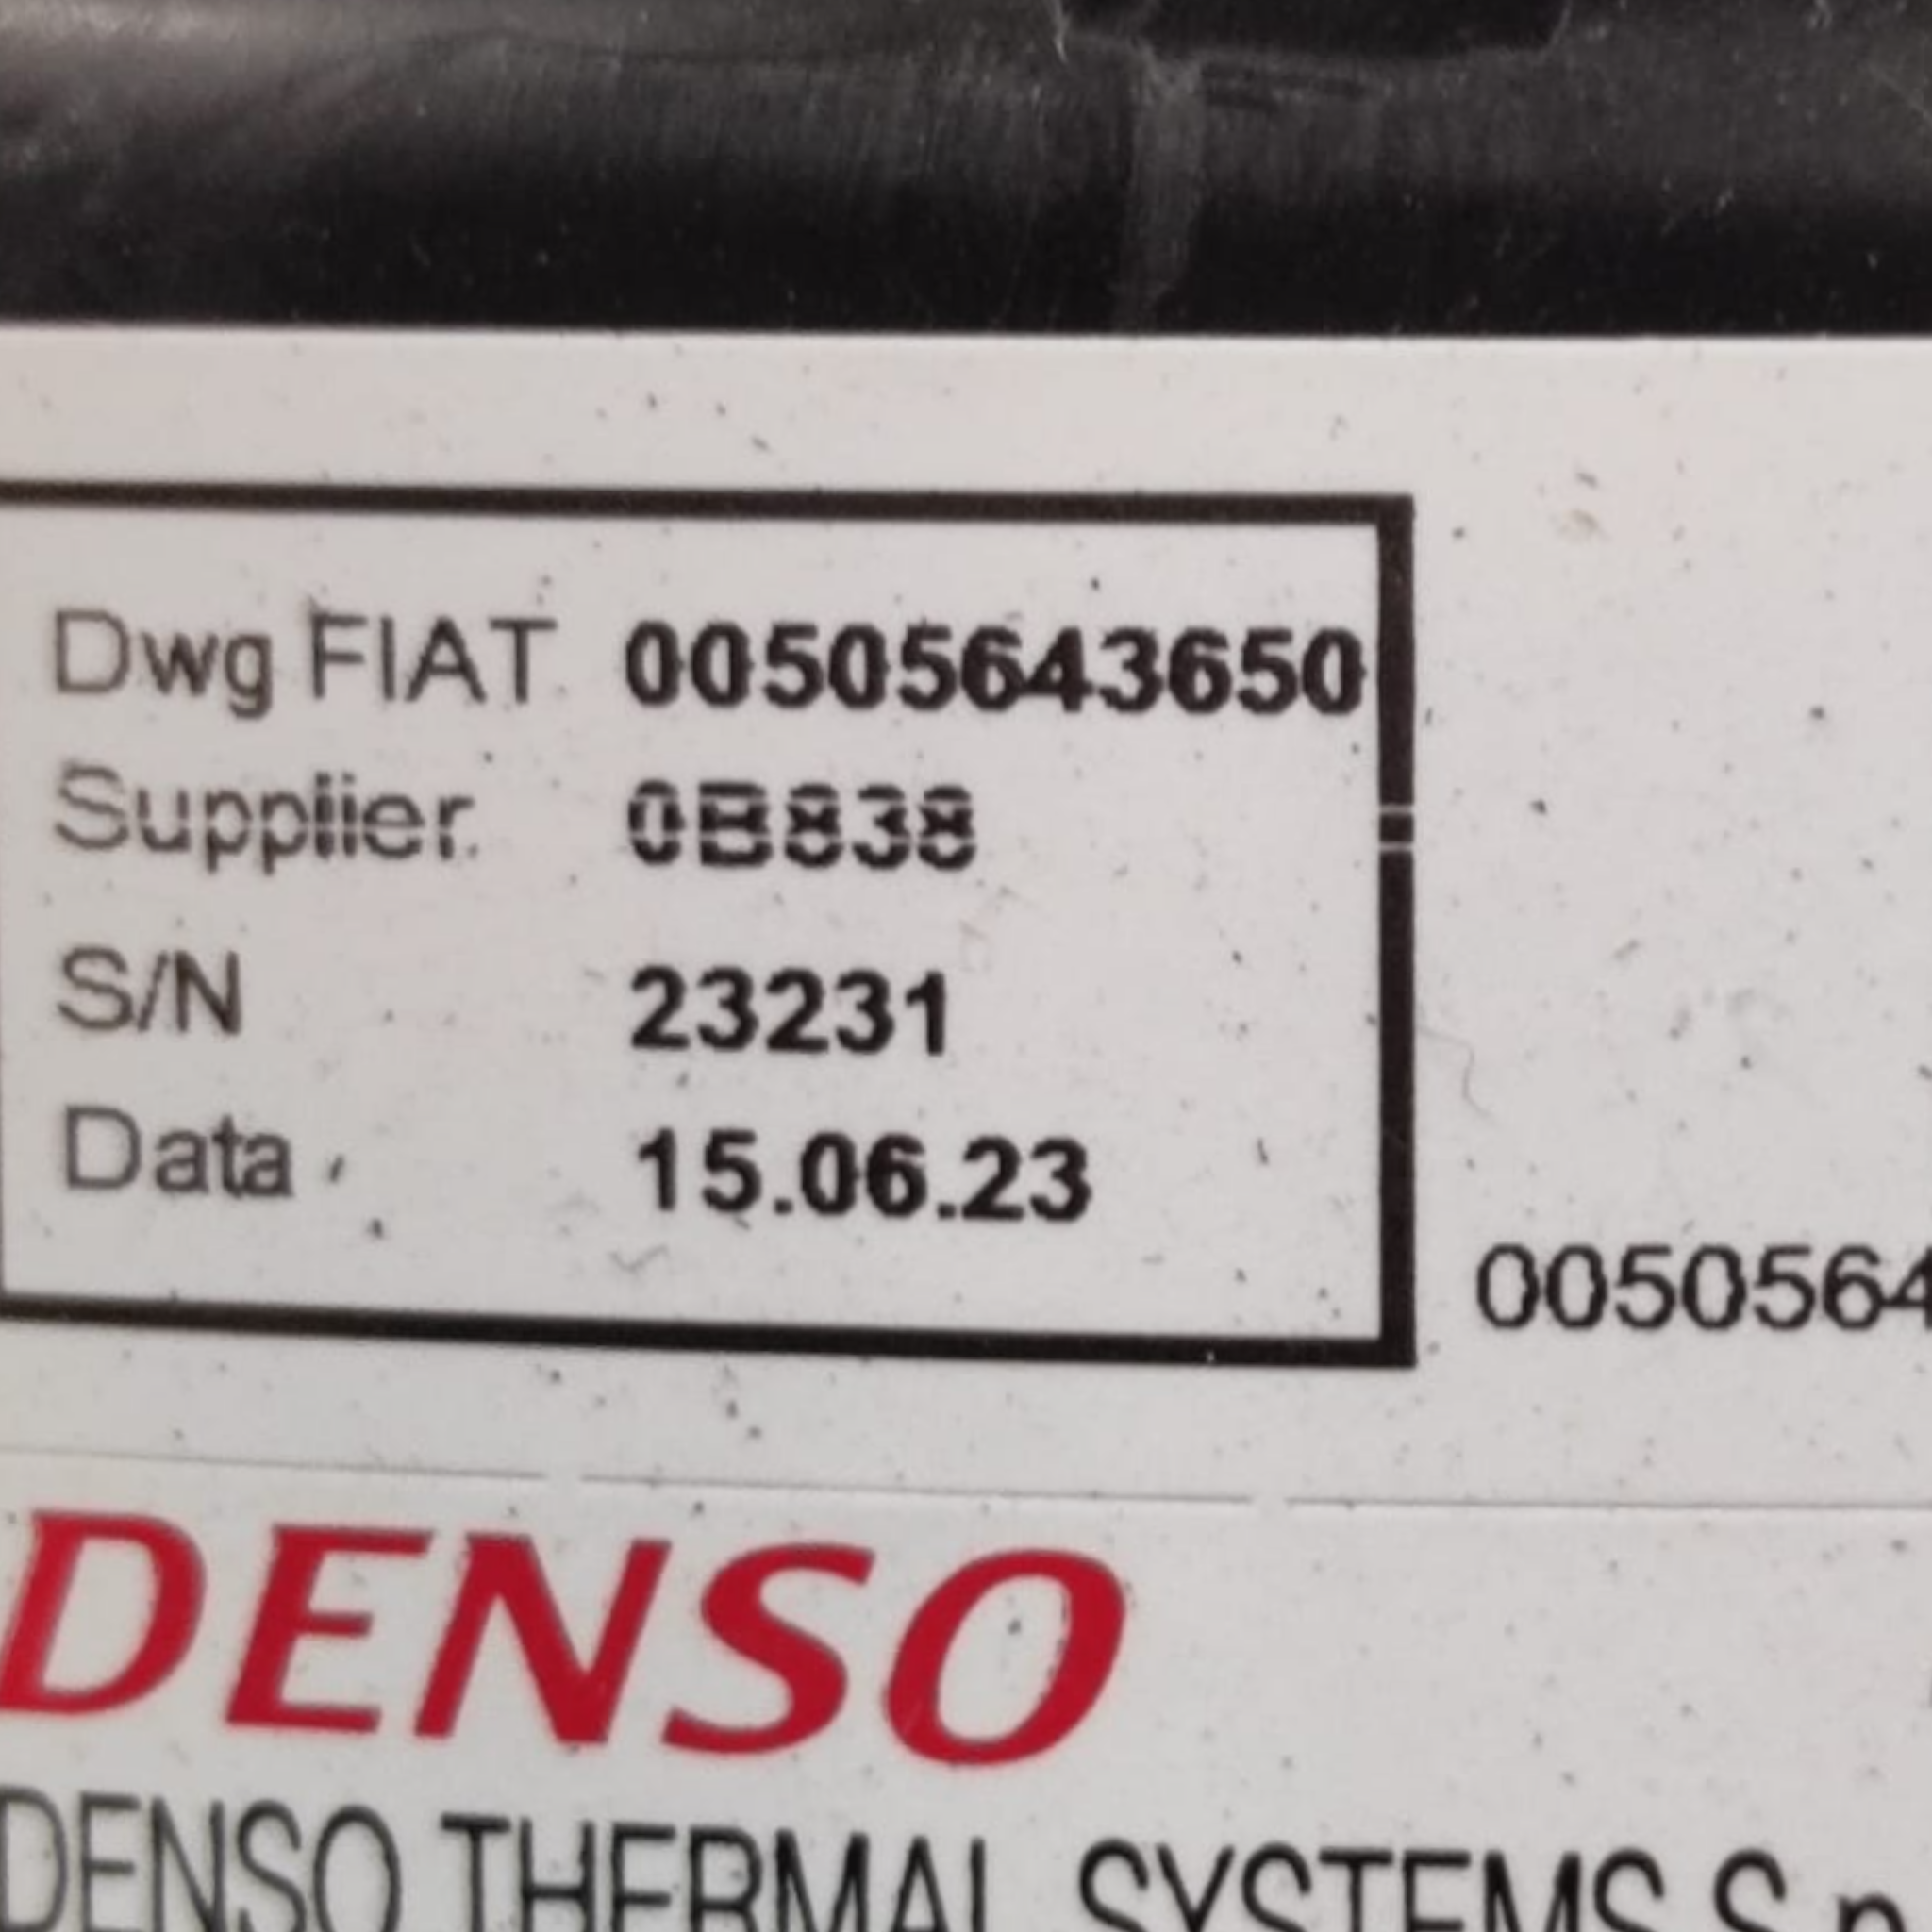 Dwg FIAT 00505643650
Supplier 0B838
S/N 23231
Data 15.06.23
0050564
DENSO
DENSO THERMAL SYSTEMS S.p